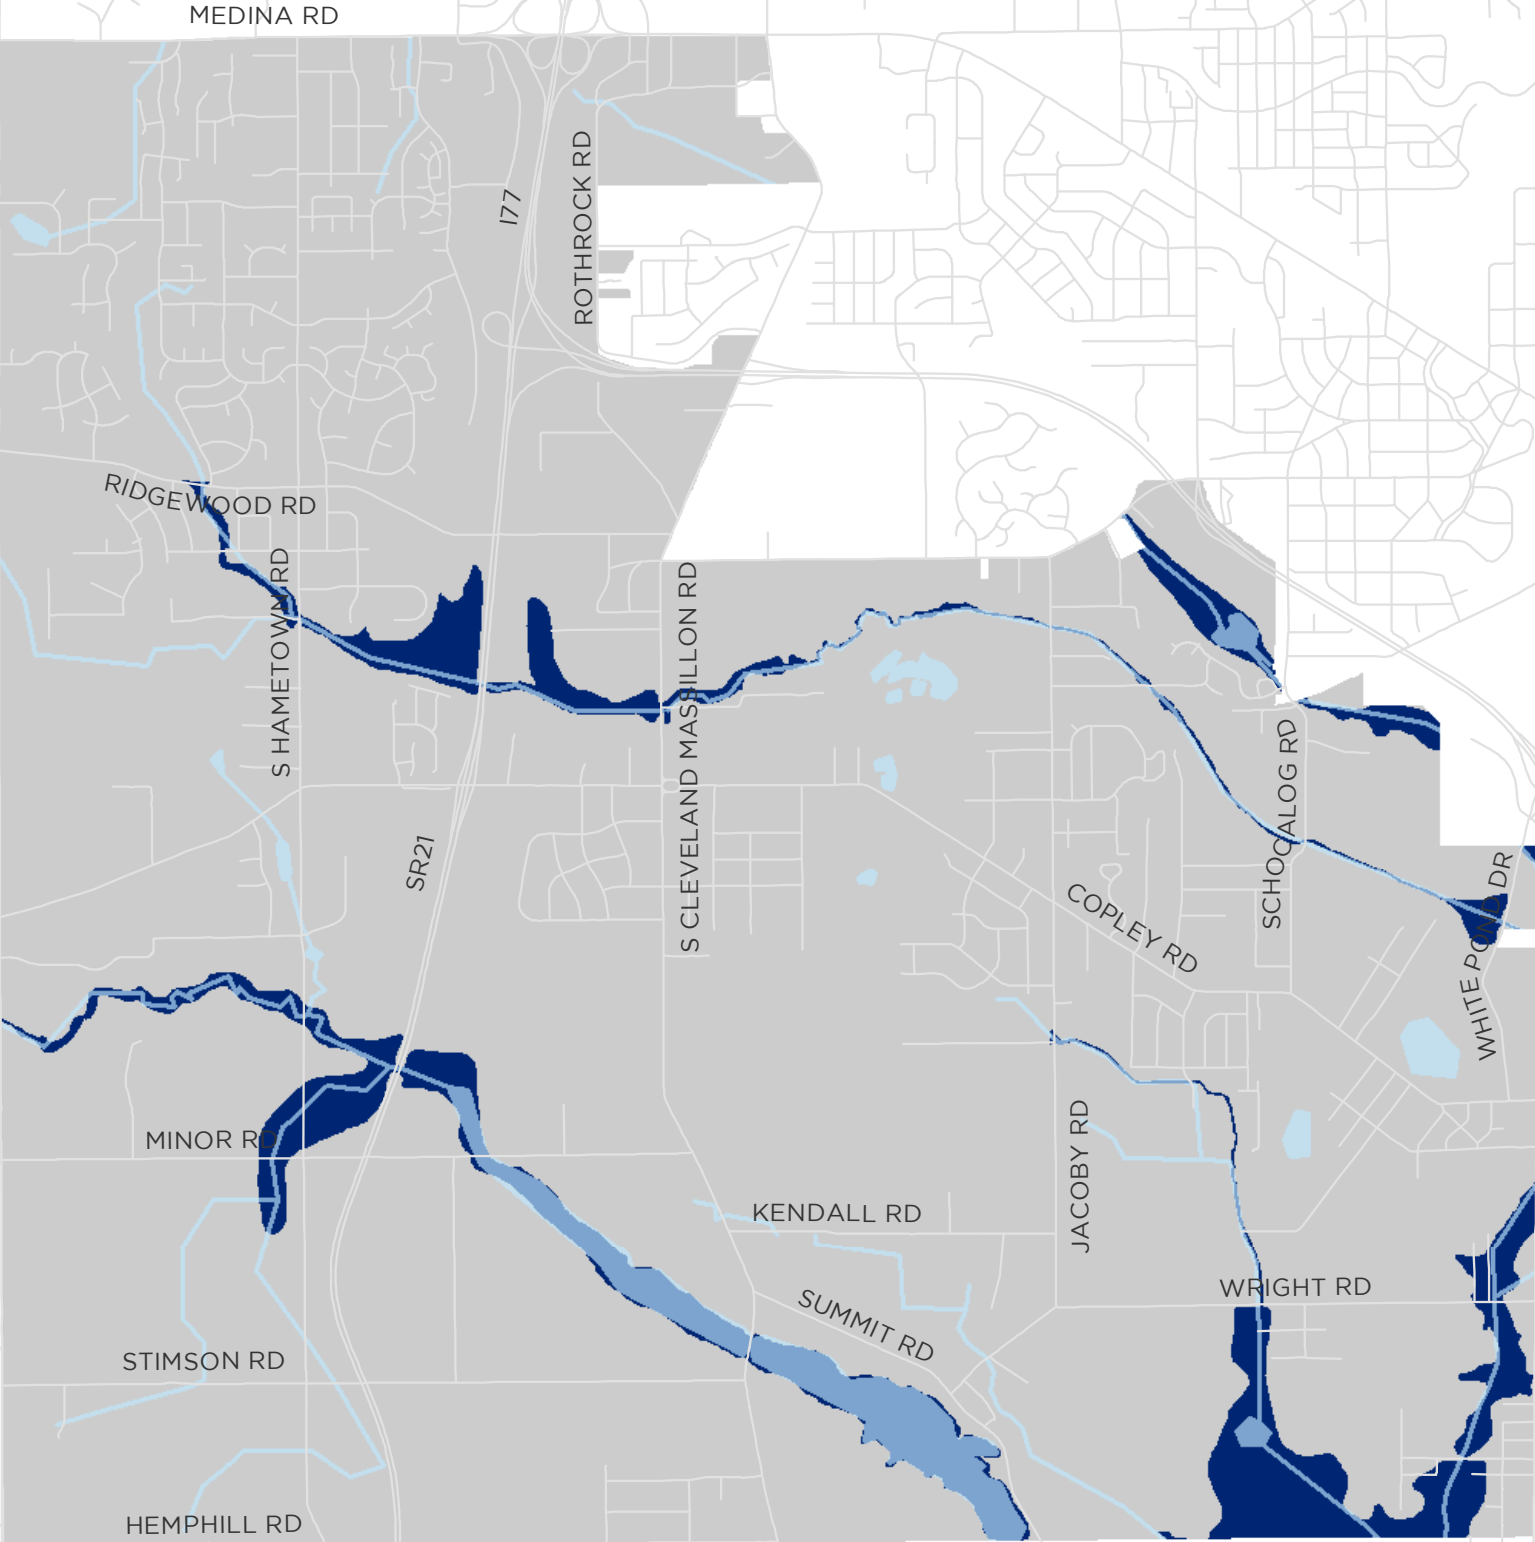 MEDINA RD
I77
ROTHROCK RD
RIDGEWOOD RD
S HAMETOWN RD
S CLEVELAND MASSILLON RD
SCHOCALOG RD
SR21
COPLEY RD
WHITE POND DR
MINOR RD
JACOBY RD
KENDALL RD
WRIGHT RD
SUMMIT RD
STIMSON RD
HEMPHILL RD